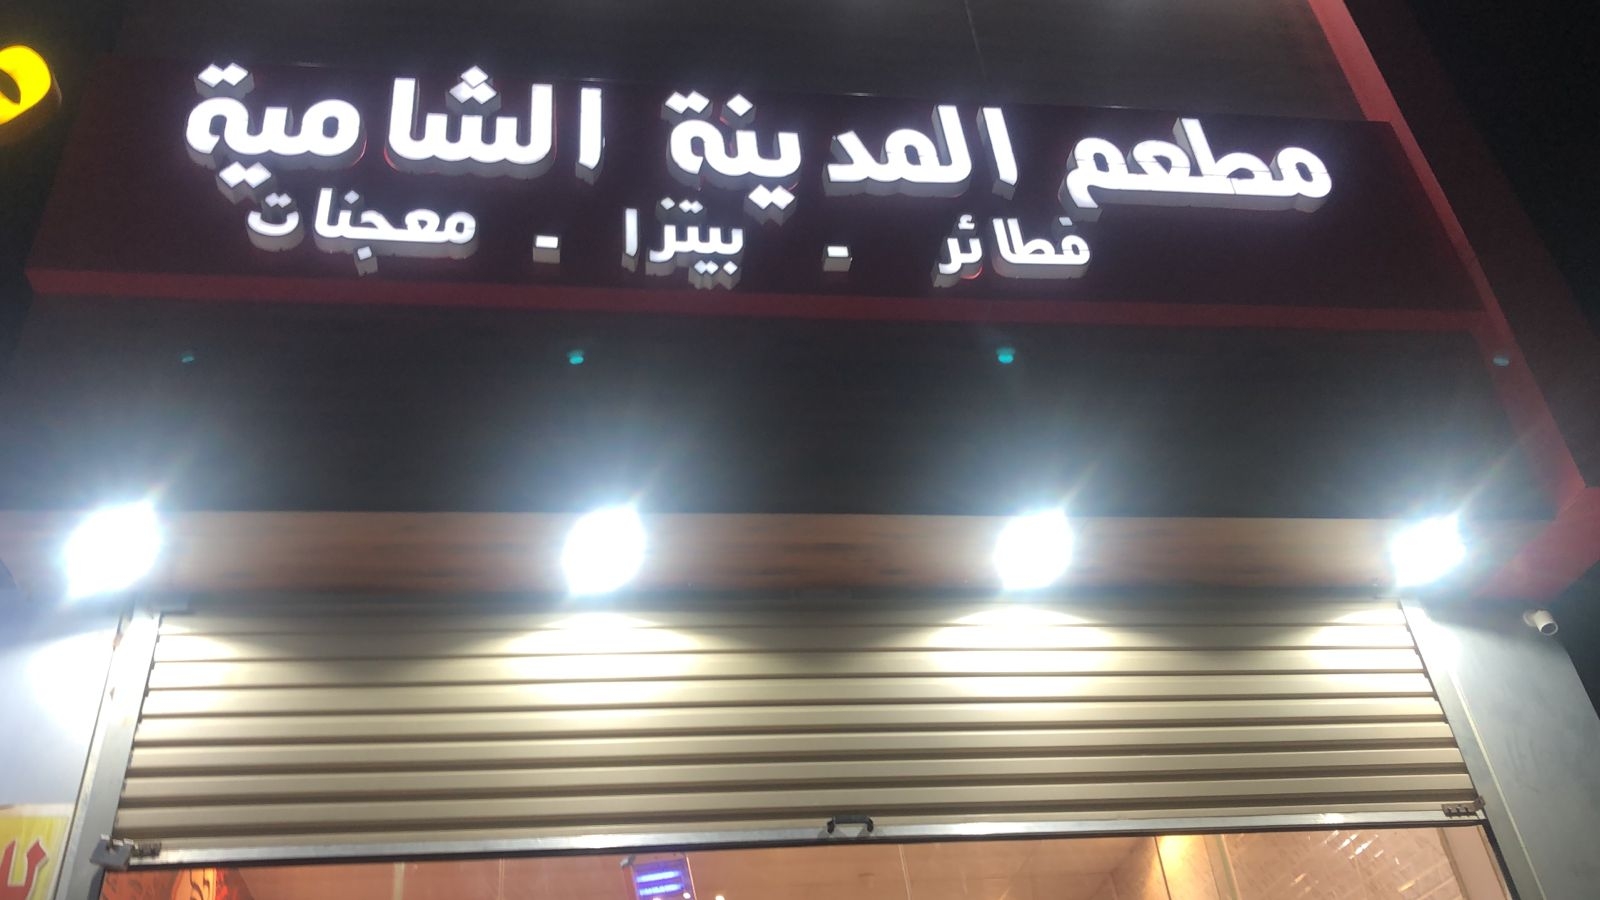 مطعم المدينة الشامية
فطائر - بيتزا - معجنات